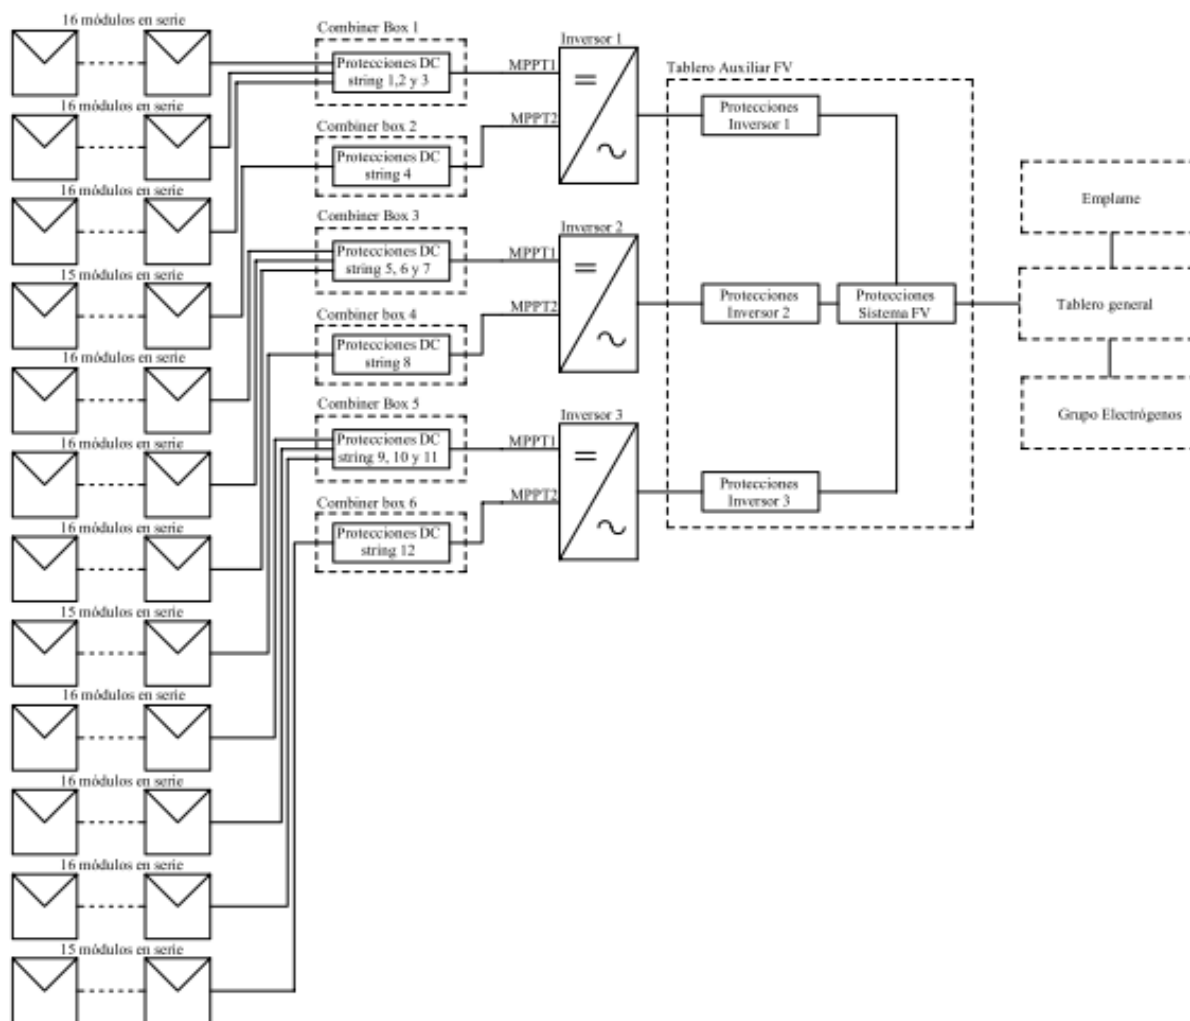 16 módulos en serie
16 módulos en serie
16 módulos en serie
15 módulos en serie
16 módulos en serie
16 módulos en serie
16 módulos en serie
15 módulos en serie
16 módulos en serie
16 módulos en serie
16 módulos en serie
15 módulos en serie
Combiner Box 1
Protecciones DC
string 1,2 y 3
Combiner box 2
Protecciones DC
string 4
Combiner Box 3
Protecciones DC
string 5, 6 y 7
Combiner box 4
Protecciones DC
string 8
Combiner Box 5
Protecciones DC
string 9, 10 y 11
Combiner box 6
Protecciones DC
string 12
MPPT1
MPPT2
Inversor 1
MPPT1
MPPT2
Inversor 2
MPPT1
MPPT2
Inversor 3
Tablero Auxiliar FV
Protecciones
Inversor 1
Protecciones
Inversor 2
Protecciones
Sistema FV
Protecciones
Inversor 3
Emplame
Tablero general
Grupo Electrógenos